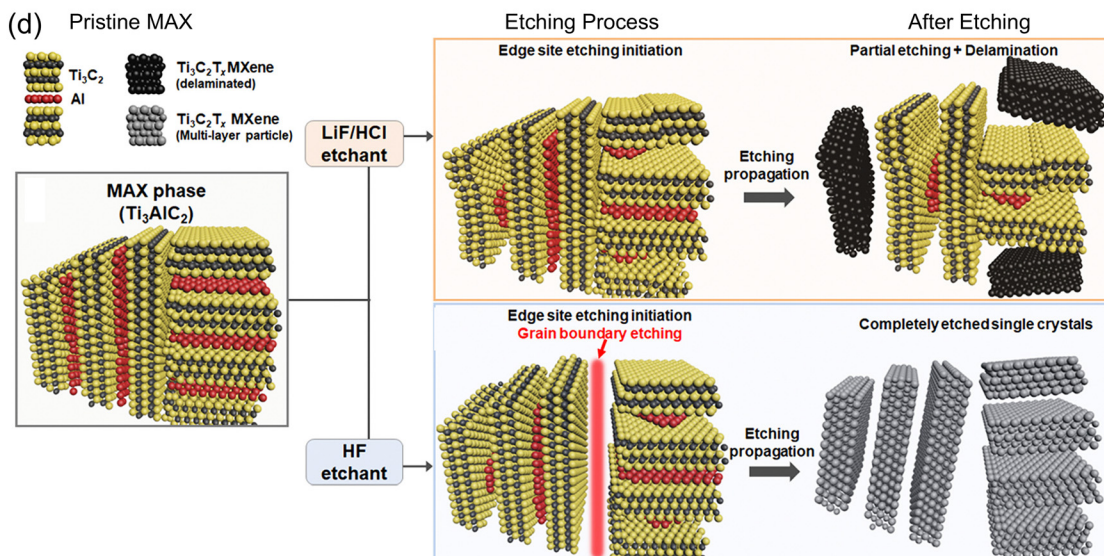 (d) Pristine MAX
Etching Process
After Etching
Ti₃C₂
Al
Ti₃C₂Tₓ MXene
(delaminated)
Ti₃C₂Tₓ MXene
(Multi-layer particle)
MAX phase
(Ti₃AlC₂)
LiF/HCl
etchant
HF
etchant
Edge site etching initiation
Etching
propagation
Partial etching + Delamination
Edge site etching initiation
Grain boundary etching
Etching
propagation
Completely etched single crystals